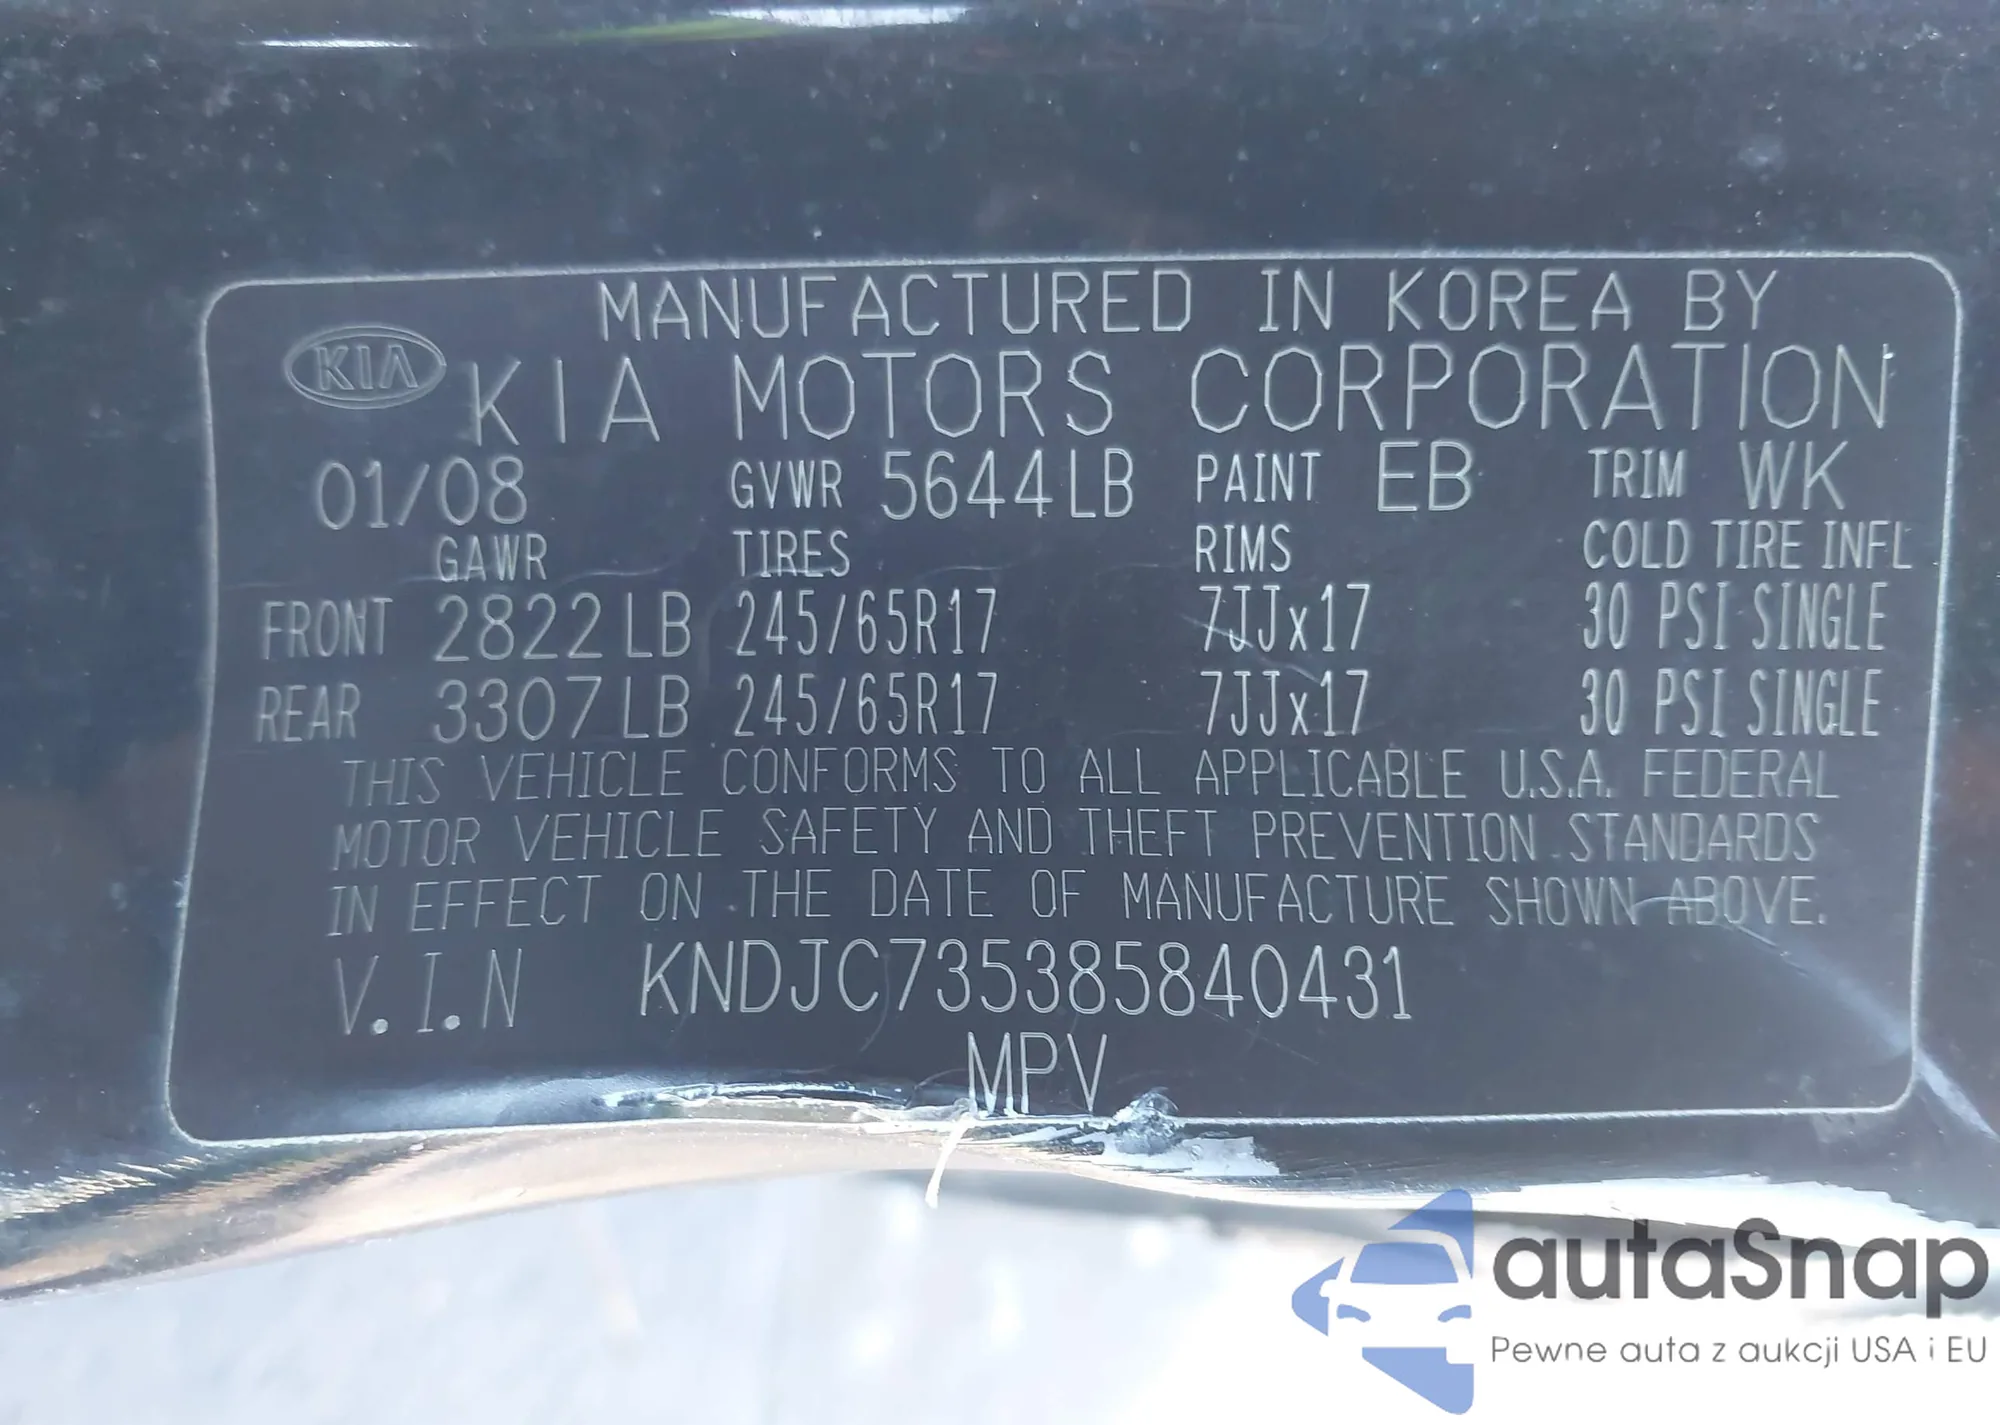 MANUFACTURED IN KOREA BY
KIA KIA MOTORS CORPORATION
01/08 GVWR 5644LB PAINT EB TRIM WK
GAWR TIRES RIMS COLD TIRE INFL
FRONT 2822LB 245/65R17 7JJx17 30 PSI SINGLE
REAR 3307LB 245/65R17 7JJx17 30 PSI SINGLE
THIS VEHICLE CONFORMS TO ALL APPLICABLE U.S.A. FEDERAL
MOTOR VEHICLE SAFETY AND THEFT PREVENTION STANDARDS
IN EFFECT ON THE DATE OF MANUFACTURE SHOWN ABOVE.
V.I.N KNDJC735385840431
MPV
autaSnap
Pewne auta z aukcji USA i EU